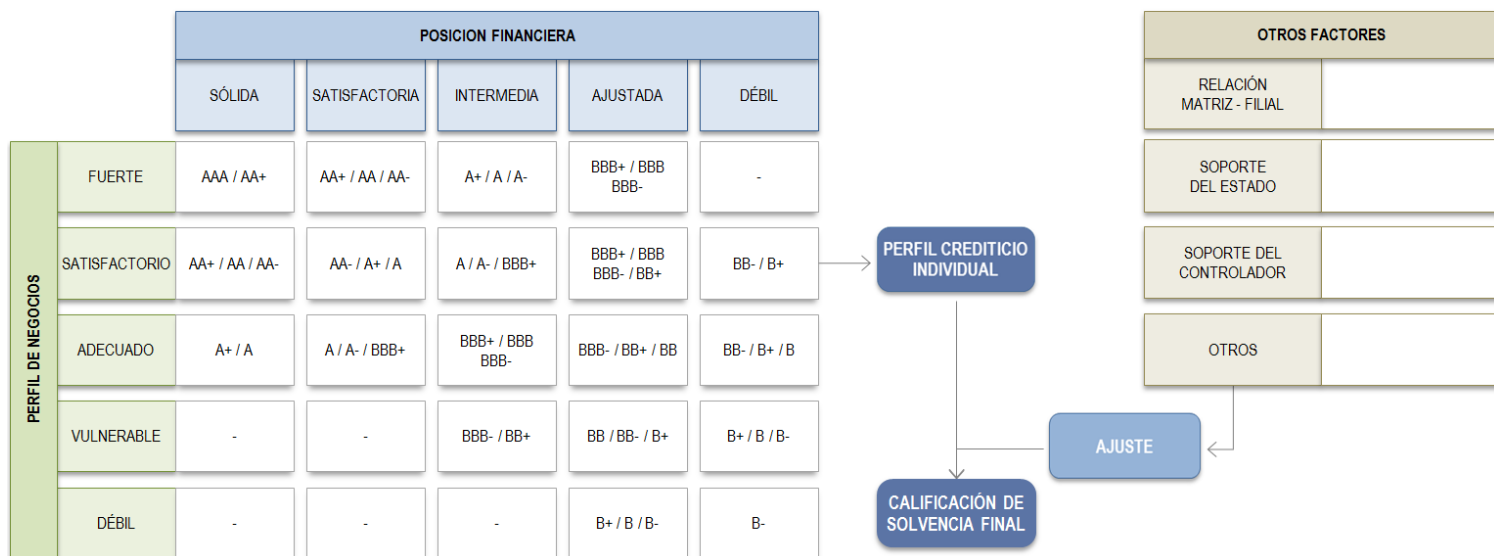 POSICION FINANCIERA
SÓLIDA
SATISFACTORIA
INTERMEDIA
AJUSTADA
DÉBIL
PERFIL DE NEGOCIOS
FUERTE
AAA / AA+
AA+ / AA / AA-
A+ / A / A-
BBB+ / BBB
BBB-
-
SATISFACTORIO
AA+ / AA / AA-
AA- / A+ / A
A / A- / BBB+
BBB+ / BBB
BBB- / BB+
BB- / B+
ADECUADO
A+ / A
A / A- / BBB+
BBB+ / BBB
BBB-
BBB- / BB+ / BB
BB- / B+ / B
VULNERABLE
-
-
BBB- / BB+
BB / BB- / B+
B+ / B / B-
DÉBIL
-
-
-
B+ / B / B-
B-
PERFIL CREDITICIO
INDIVIDUAL
CALIFICACIÓN DE
SOLVENCIA FINAL
AJUSTE
OTROS FACTORES
RELACIÓN
MATRIZ - FILIAL
SOPORTE
DEL ESTADO
SOPORTE DEL
CONTROLADOR
OTROS